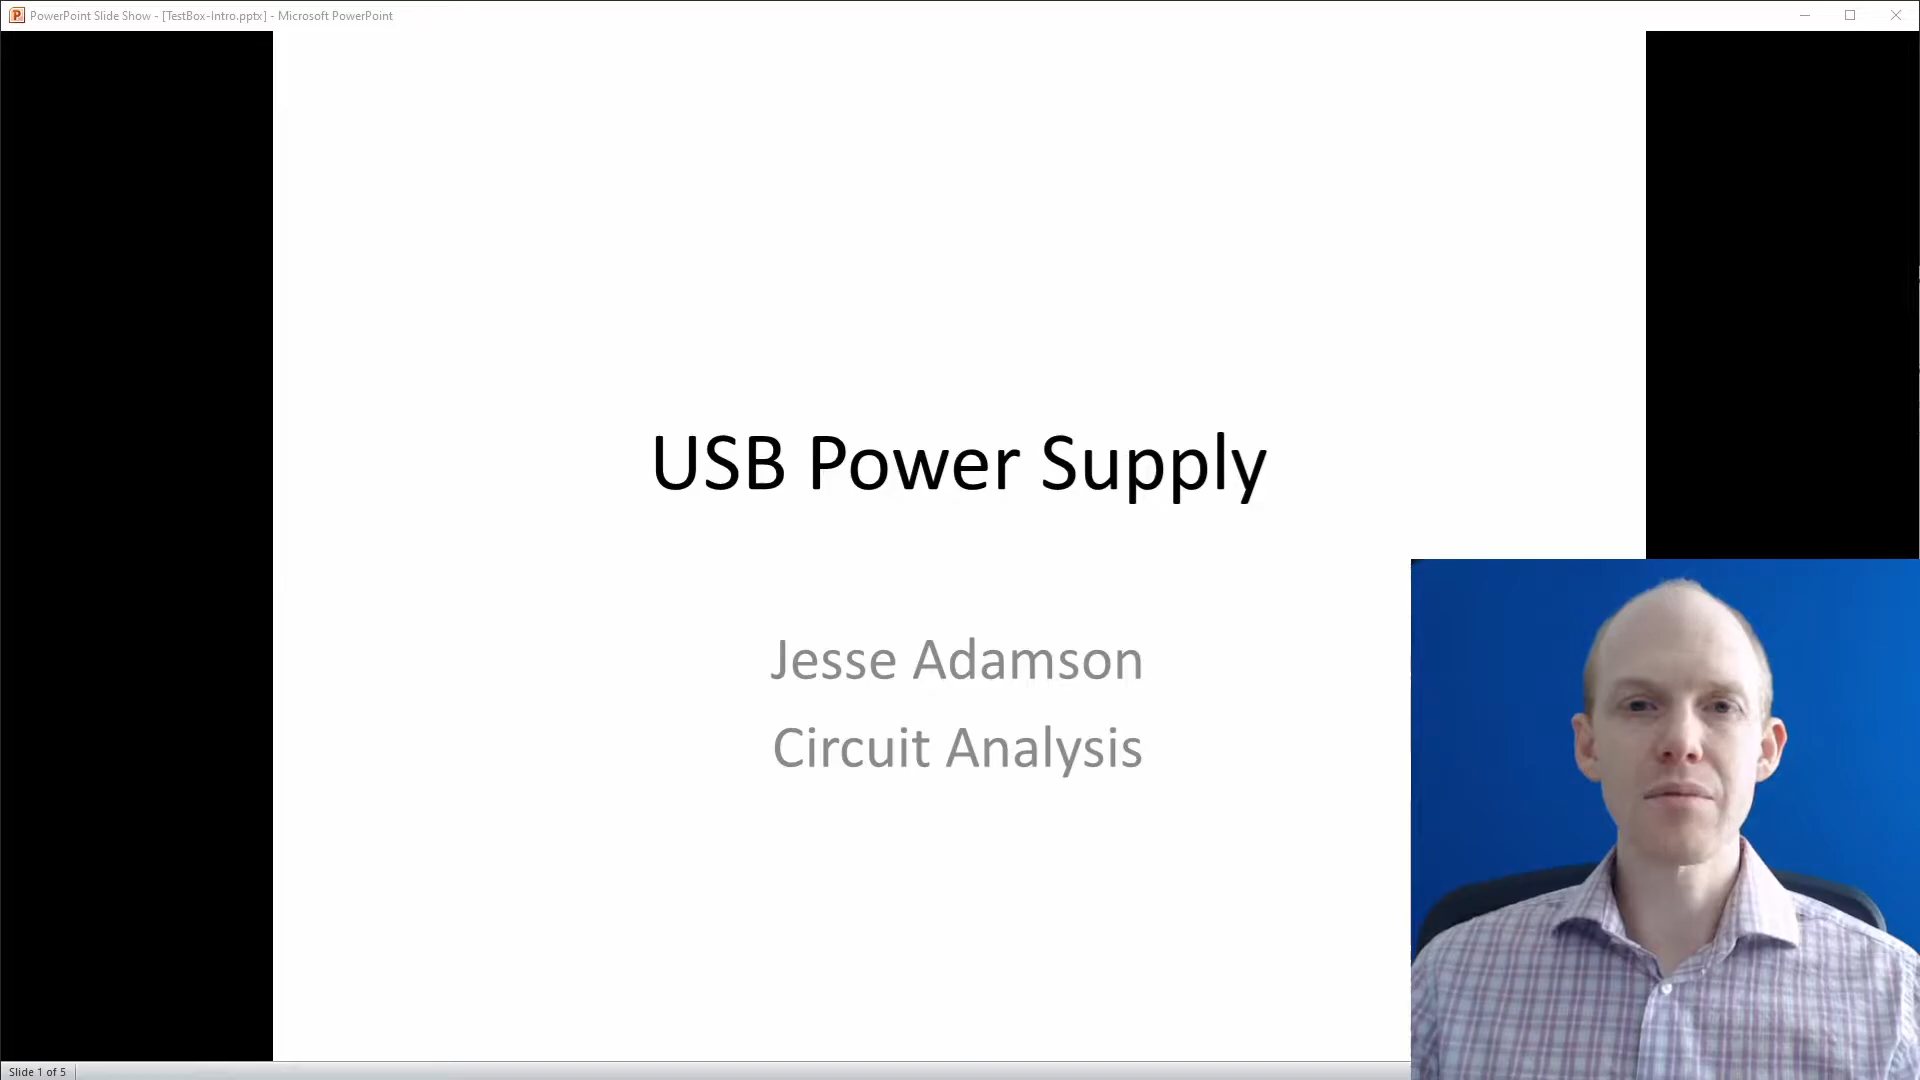 PowerPoint Slide Show - [TestBox-Intro.pptx] - Microsoft PowerPoint
USB Power Supply
Jesse Adamson
Circuit Analysis
Slide 1 of 5